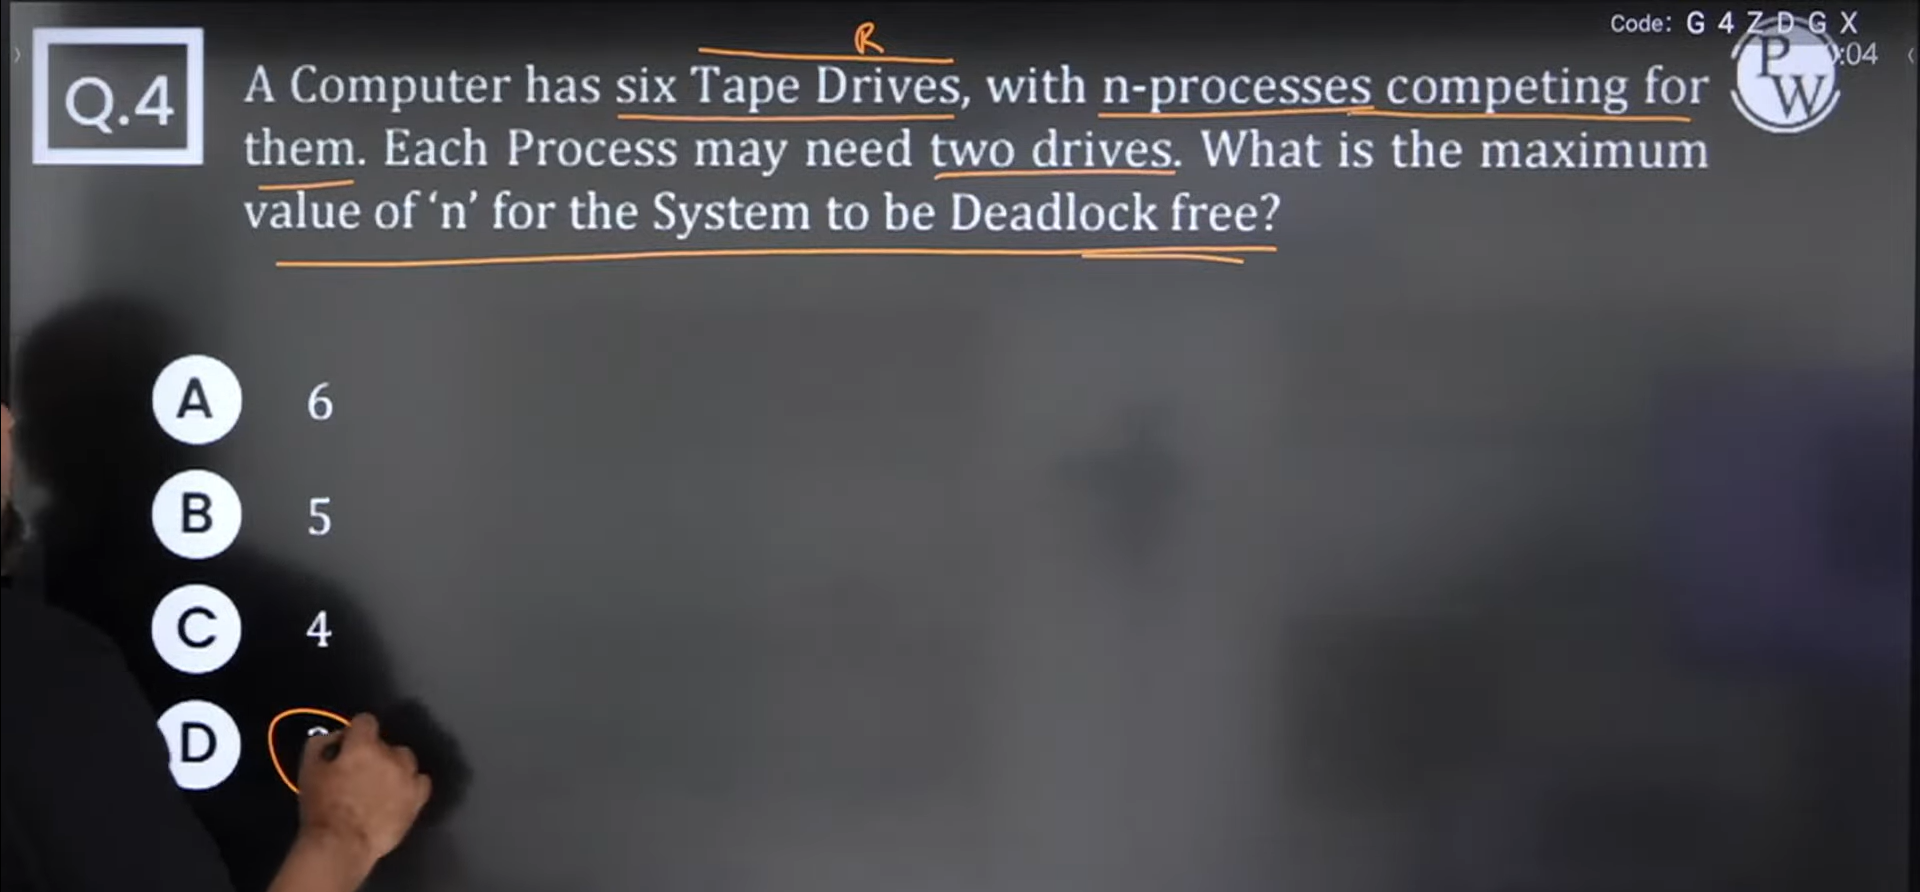 Code: G 4 Z D G X
:04
R
Q.4
A Computer has six Tape Drives, with n-processes competing for
them. Each Process may need two drives. What is the maximum
value of ‘n’ for the System to be Deadlock free?
P
W
A 6
B 5
C 4
D